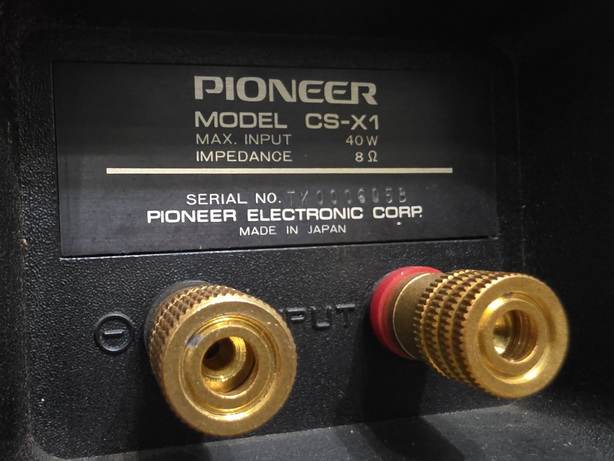 PIONEER
MODEL CS-X1
MAX. INPUT 40 W
IMPEDANCE 8 Ω
SERIAL NO.
PIONEER ELECTRONIC CORP.
MADE IN JAPAN